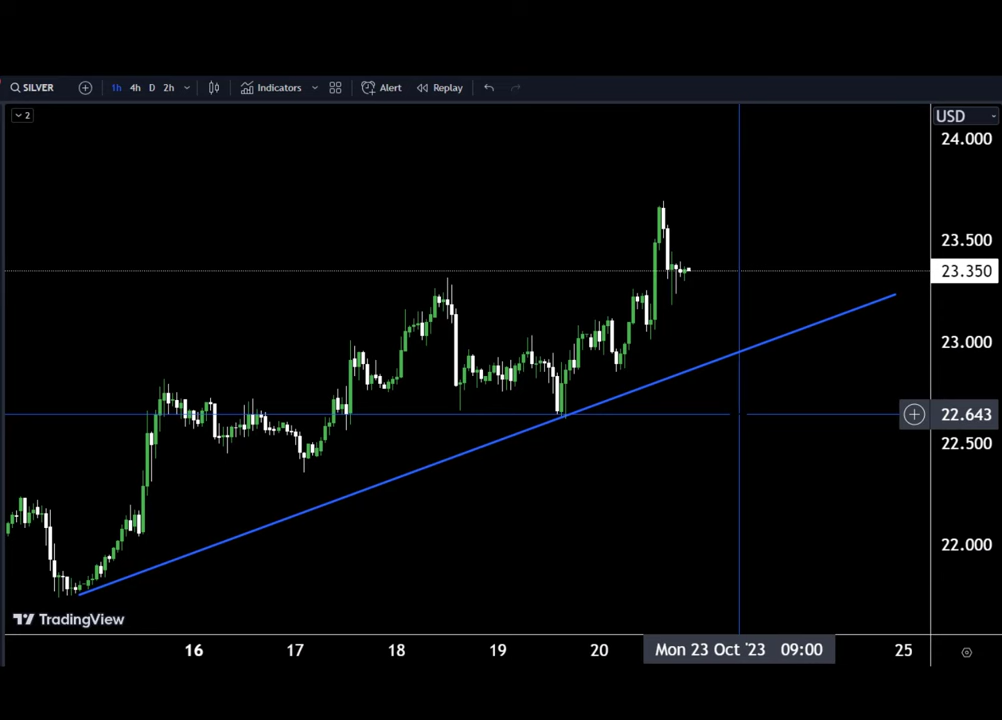 SILVER 1h 4h D 2h Indicators Alert Replay
2
USD
24.000
23.500
23.350
23.000
22.643
22.500
22.000
TradingView
16 17 18 19 20 Mon 23 Oct '23 09:00 25